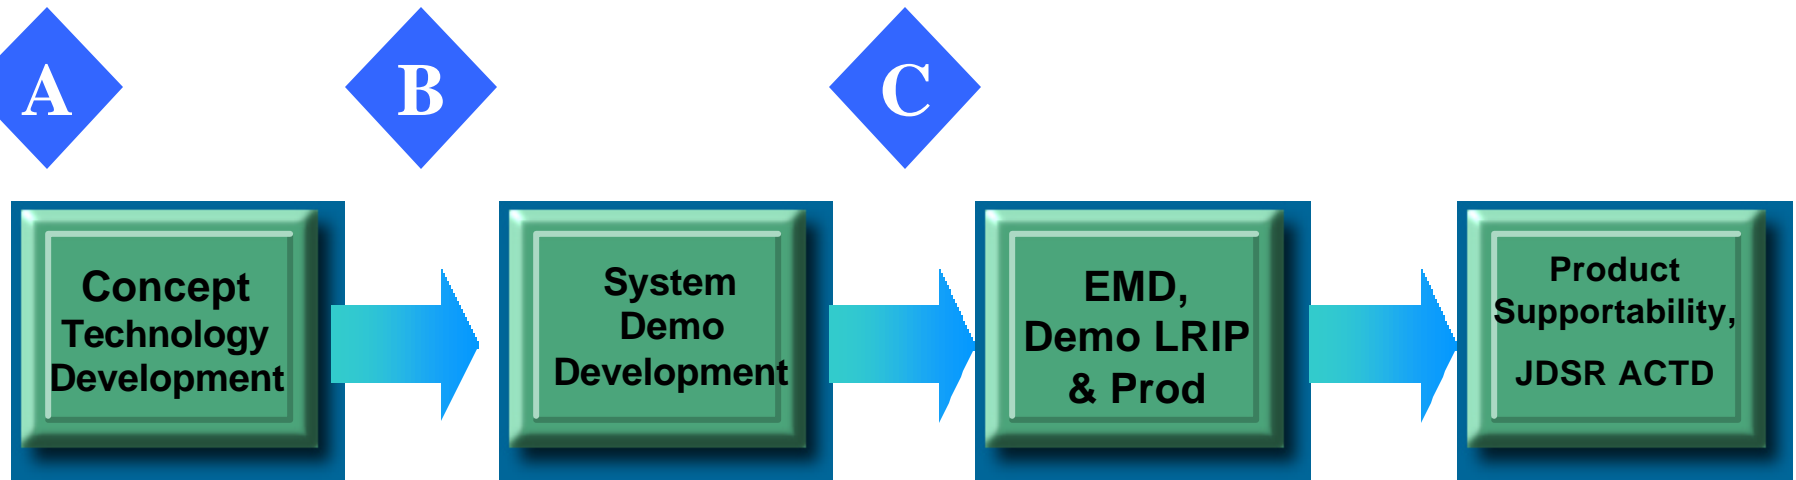 A
B
C
Concept
Technology
Development
System
Demo
Development
EMD,
Demo LRIP
& Prod
Product
Supportability,
JDSR ACTD